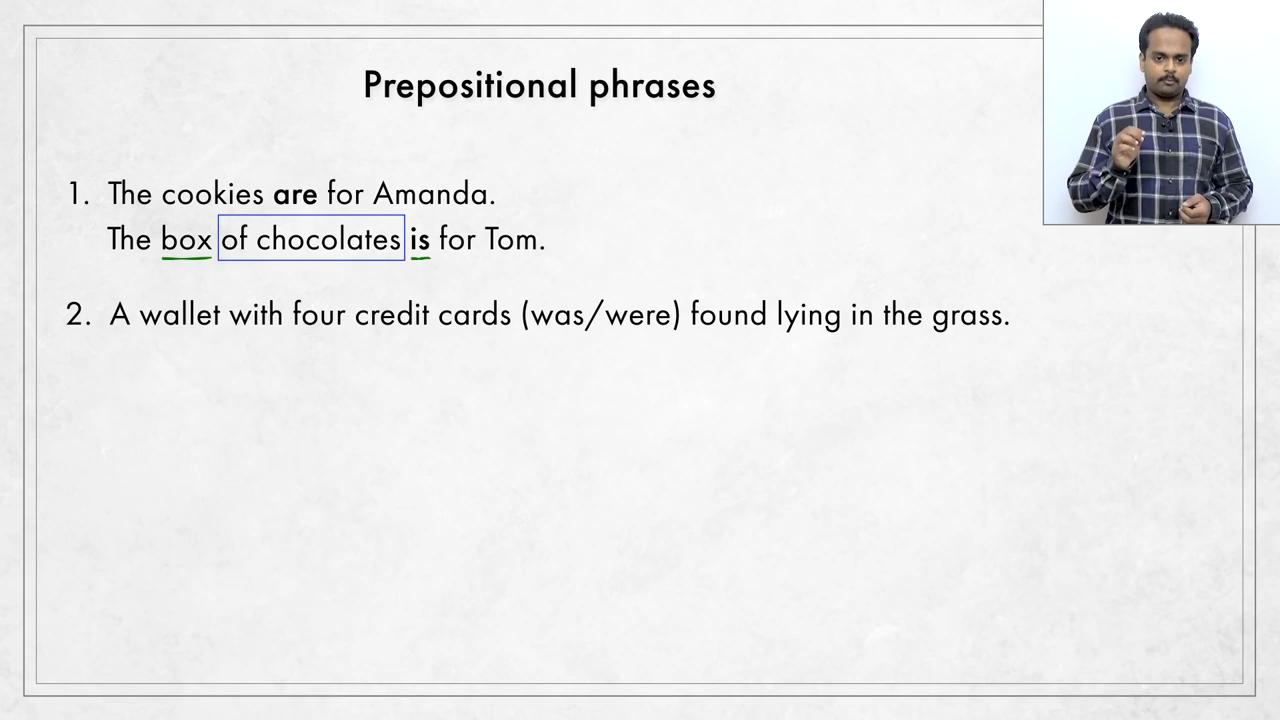 Prepositional phrases
1. The cookies are for Amanda.
The box of chocolates is for Tom.
2. A wallet with four credit cards (was/were) found lying in the grass.